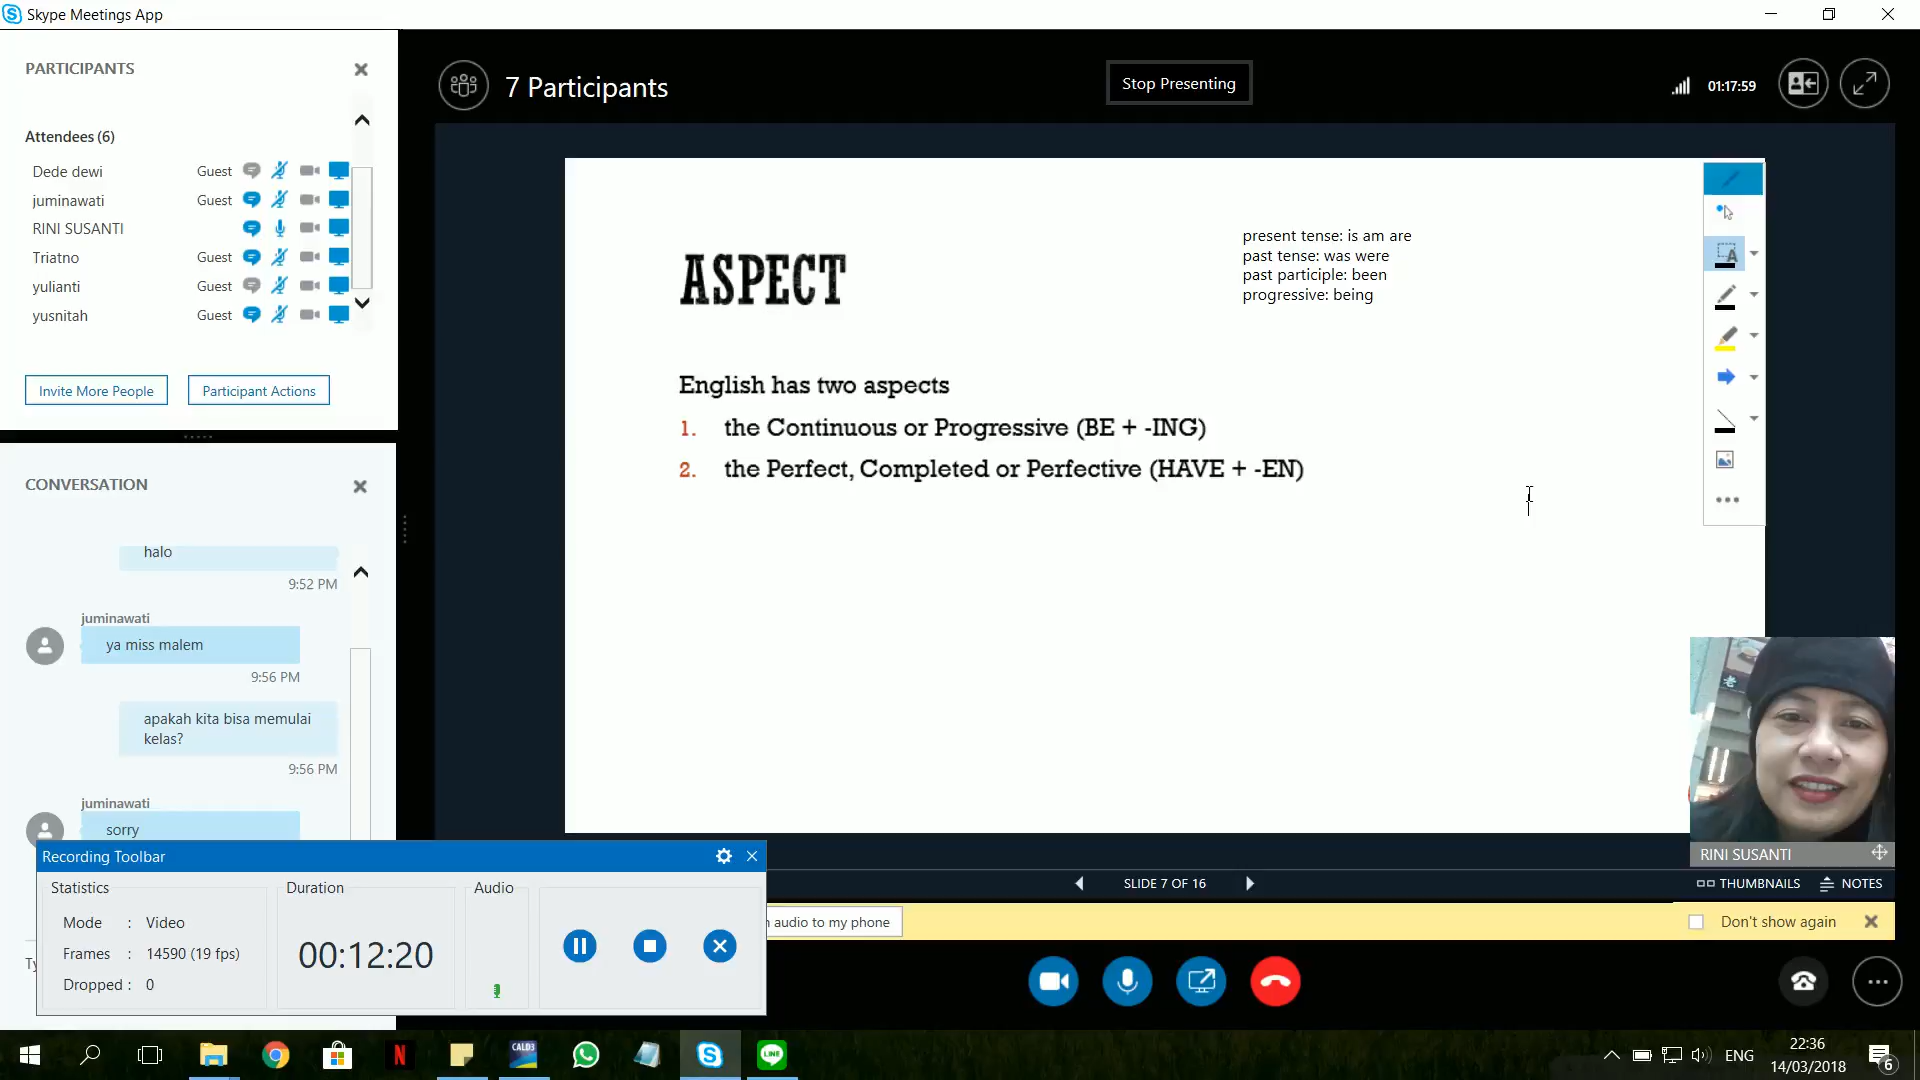 Skype Meetings App
PARTICIPANTS
Attendees (6)
Dede dewi Guest
juminawati Guest
RINI SUSANTI
Triatno Guest
yulianti Guest
yusnitah Guest
Invite More People
Participant Actions
CONVERSATION
halo
9:52 PM
juminawati
ya miss malem
9:56 PM
apakah kita bisa memulai
kelas?
9:56 PM
juminawati
sorry
7 Participants
Stop Presenting
01:17:59
present tense: is am are
past tense: was were
past participle: been
progressive: being
ASPECT
English has two aspects
1. the Continuous or Progressive (BE + -ING)
2. the Perfect, Completed or Perfective (HAVE + -EN)
A
老
RINI SUSANTI
SLIDE 7 OF 16
THUMBNAILS
NOTES
audio to my phone
Don't show again
Recording Toolbar
Statistics
Mode : Video
Frames : 14590 (19 fps)
Dropped : 0
Duration
00:12:20
Audio
N
CALD3
LINE
ENG
22:36
14/03/2018
6